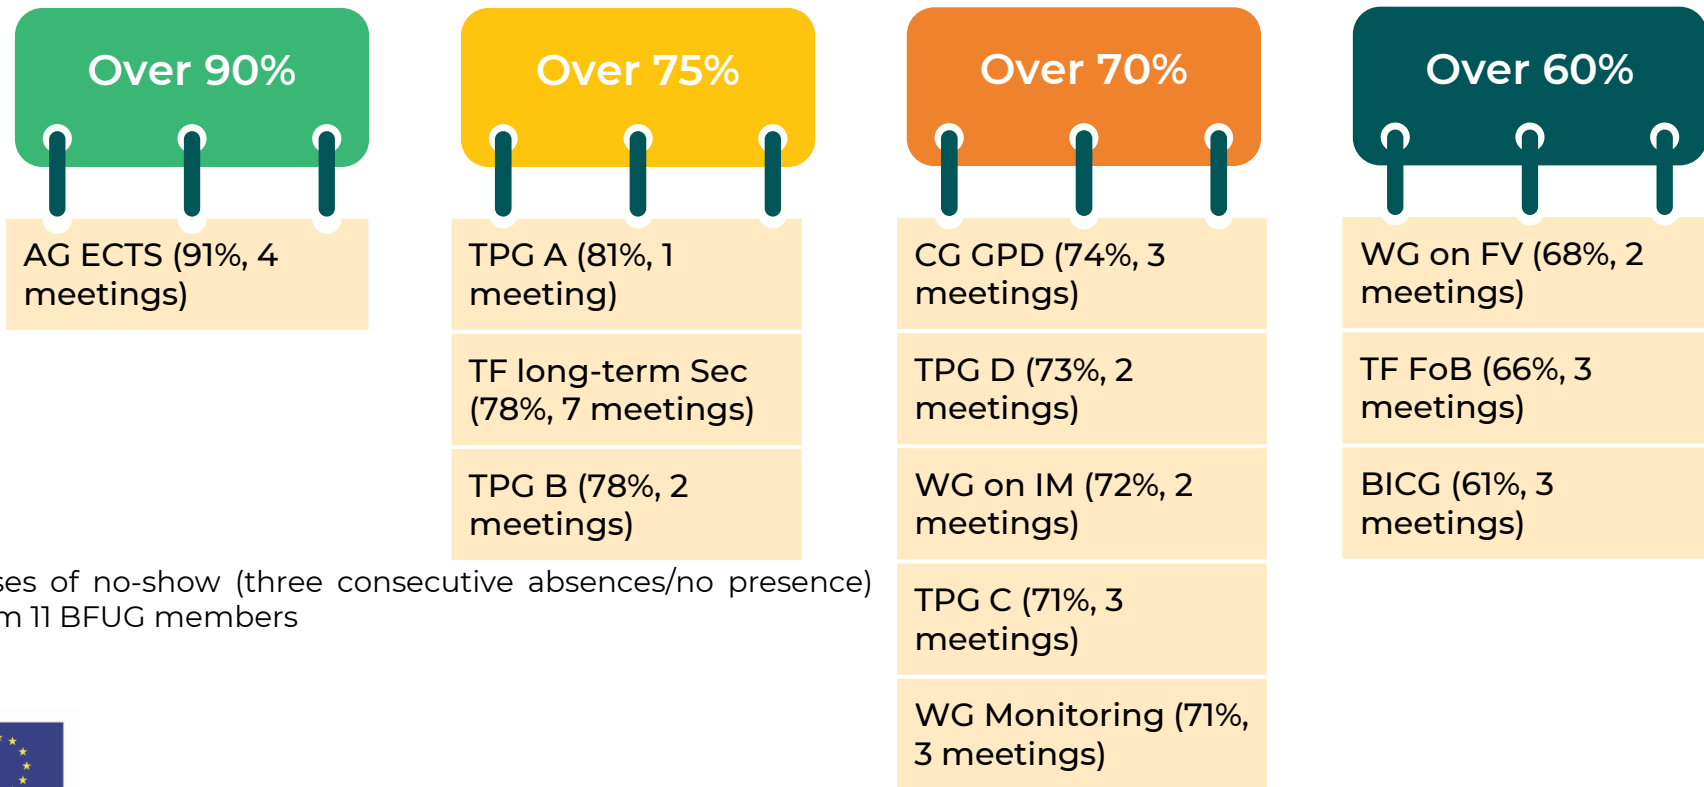 Over 90%
AG ECTS (91%, 4
meetings)
Over 75%
TPG A (81%, 1
meeting)
TF long-term Sec
(78%, 7 meetings)
TPG B (78%, 2
meetings)
Over 70%
CG GPD (74%, 3
meetings)
TPG D (73%, 2
meetings)
WG on IM (72%, 2
meetings)
TPG C (71%, 3
meetings)
WG Monitoring (71%,
3 meetings)
Over 60%
WG on FV (68%, 2
meetings)
TF FoB (66%, 3
meetings)
BICG (61%, 3
meetings)
of no-show (three consecutive absences/no presence)
11 BFUG members